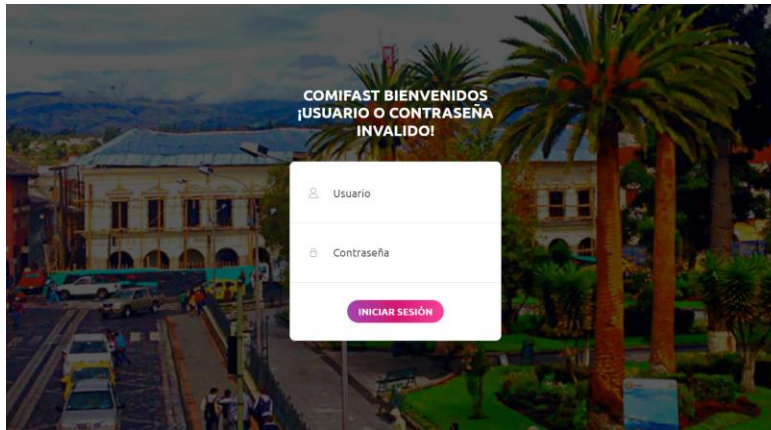 COMIFAST BIENVENIDOS
¡USUARIO O CONTRASEÑA
INVALIDO!
Usuario
Contraseña
INICIAR SESIÓN